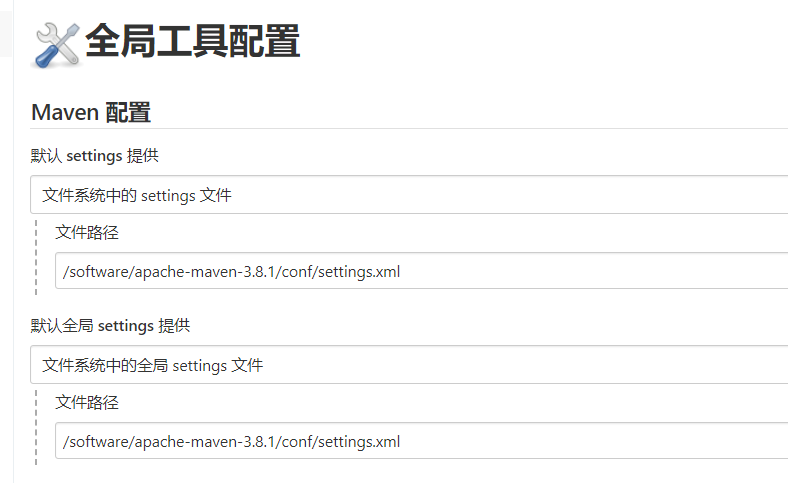 全局工具配置
Maven 配置
默认 settings 提供
文件系统中的 settings 文件
文件路径
/software/apache-maven-3.8.1/conf/settings.xml
默认全局 settings 提供
文件系统中的全局 settings 文件
文件路径
/software/apache-maven-3.8.1/conf/settings.xml